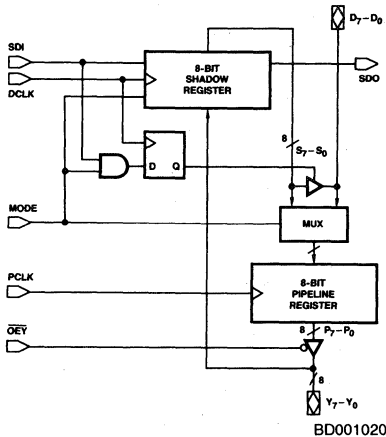 D₇–D₀
SDI
8-BIT
SHADOW
REGISTER
SDO
DCLK
8
S₇–S₀
D Q
MODE
MUX
PCLK
8-BIT
PIPELINE
REGISTER
8 P₇–P₀
O̅E̅Y̅
8
Y₇–Y₀
BD001020